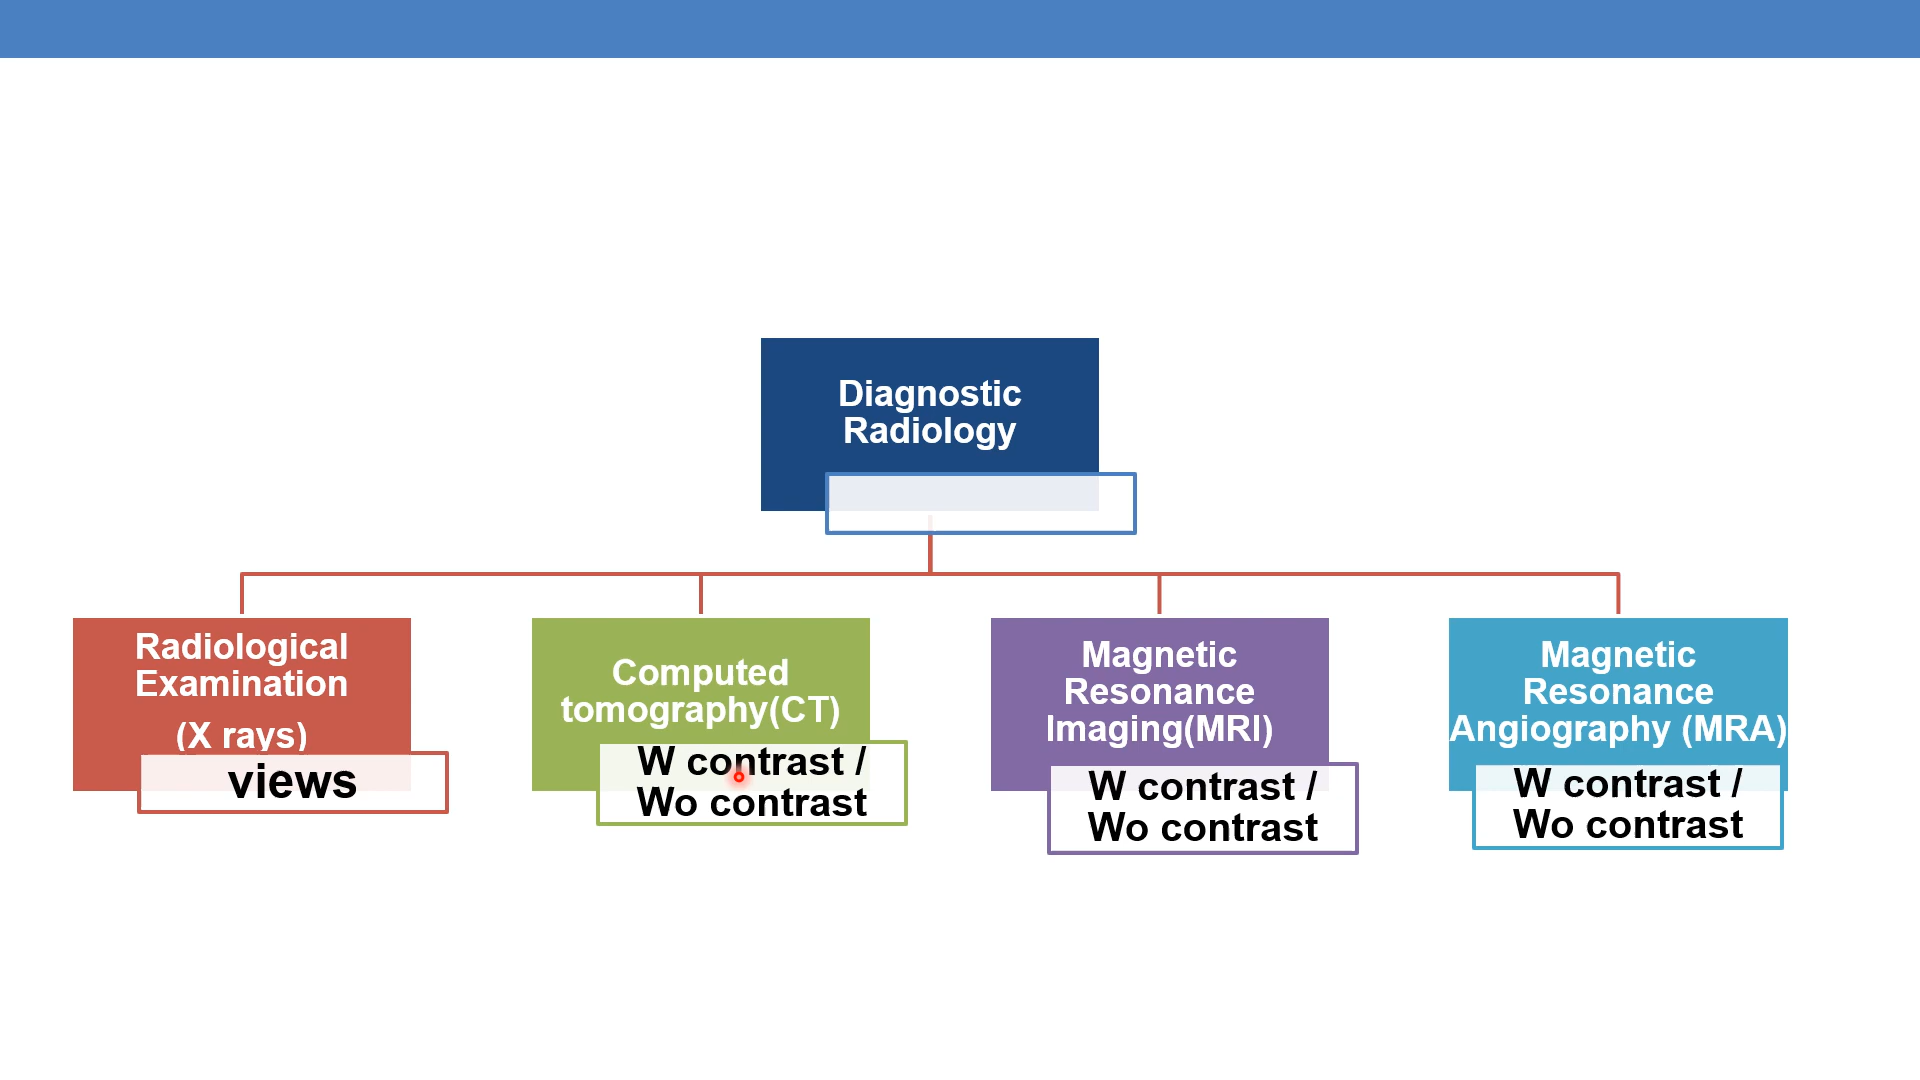 Diagnostic
Radiology
Radiological
Examination
(X rays)
views
Computed
tomography(CT)
W contrast /
Wo contrast
Magnetic
Resonance
Imaging(MRI)
W contrast /
Wo contrast
Magnetic
Resonance
Angiography (MRA)
W contrast /
Wo contrast